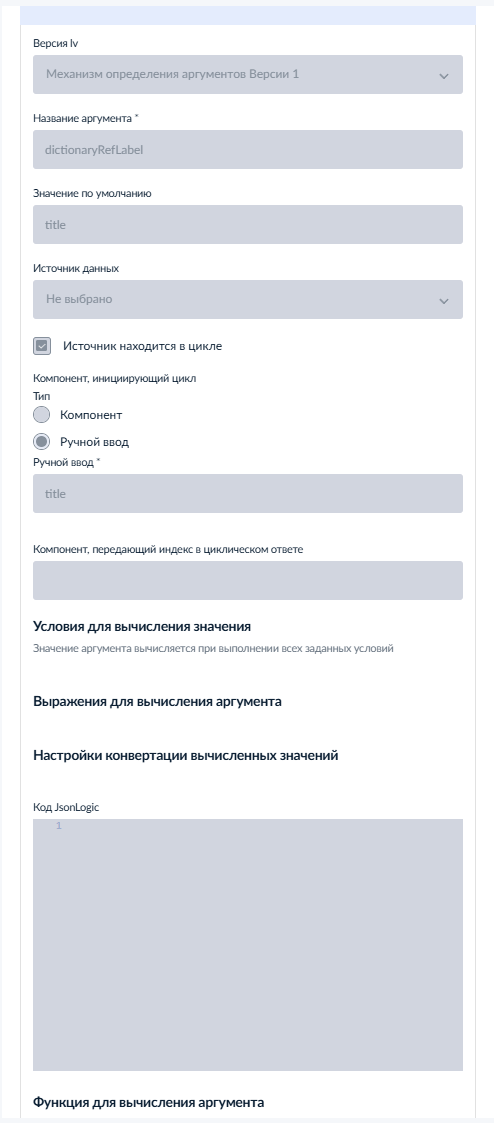 Версия lv
Механизм определения аргументов Версии 1
Название аргумента *
dictionaryRefLabel
Значение по умолчанию
title
Источник данных
Не выбрано
Источник находится в цикле
Компонент, инициирующий цикл
Тип
Компонент
Ручной ввод
Ручной ввод *
title
Компонент, передающий индекс в циклическом ответе
Условия для вычисления значения
Значение аргумента вычисляется при выполнении всех заданных условий
Выражения для вычисления аргумента
Настройки конвертации вычисленных значений
Код JsonLogic
1
Функция для вычисления аргумента